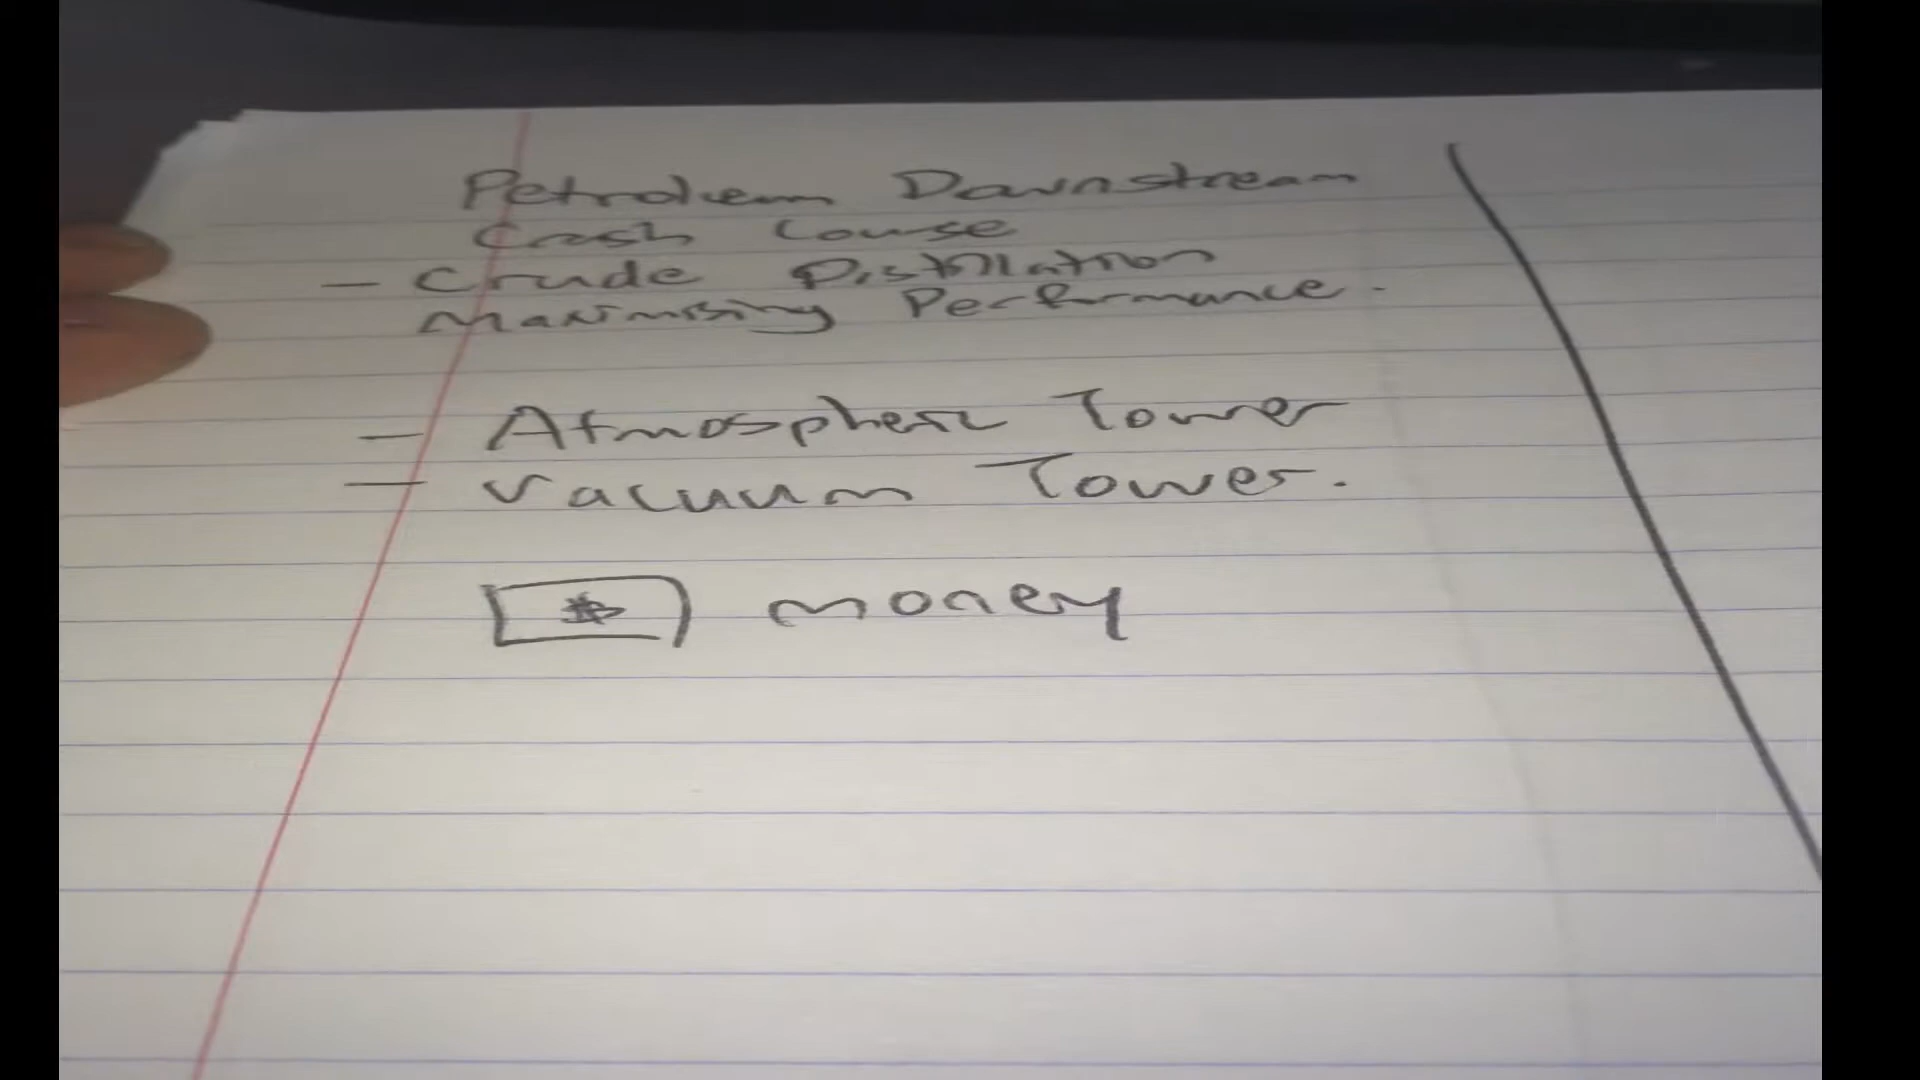 Petroleum Downstream
Crash Course
- Crude Distillation
Maximising Performance.
- Atmospheric Tower
- Vacuum Tower.
$ money